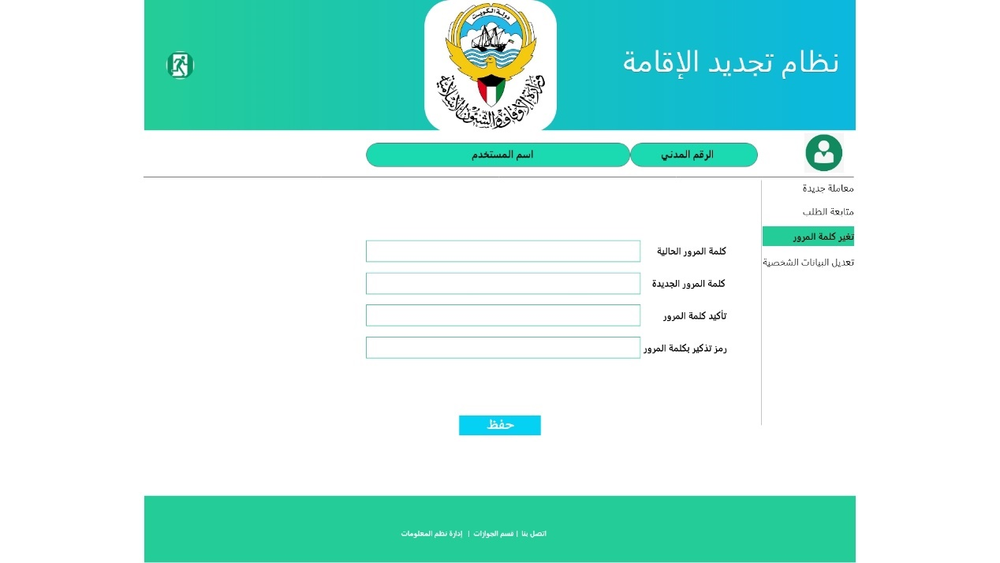 دولة الكويت
وزارة الأوقاف والشئون الإسلامية
نظام تجديد الإقامة
الرقم المدني
اسم المستخدم
معاملة جديدة
متابعة الطلب
تغير كلمة المرور
تعديل البيانات الشخصية
كلمة المرور الحالية
كلمة المرور الجديدة
تأكيد كلمة المرور
رمز تذكير بكلمة المرور
حفظ
اتصل بنا | قسم الجوازات | إدارة نظم المعلومات